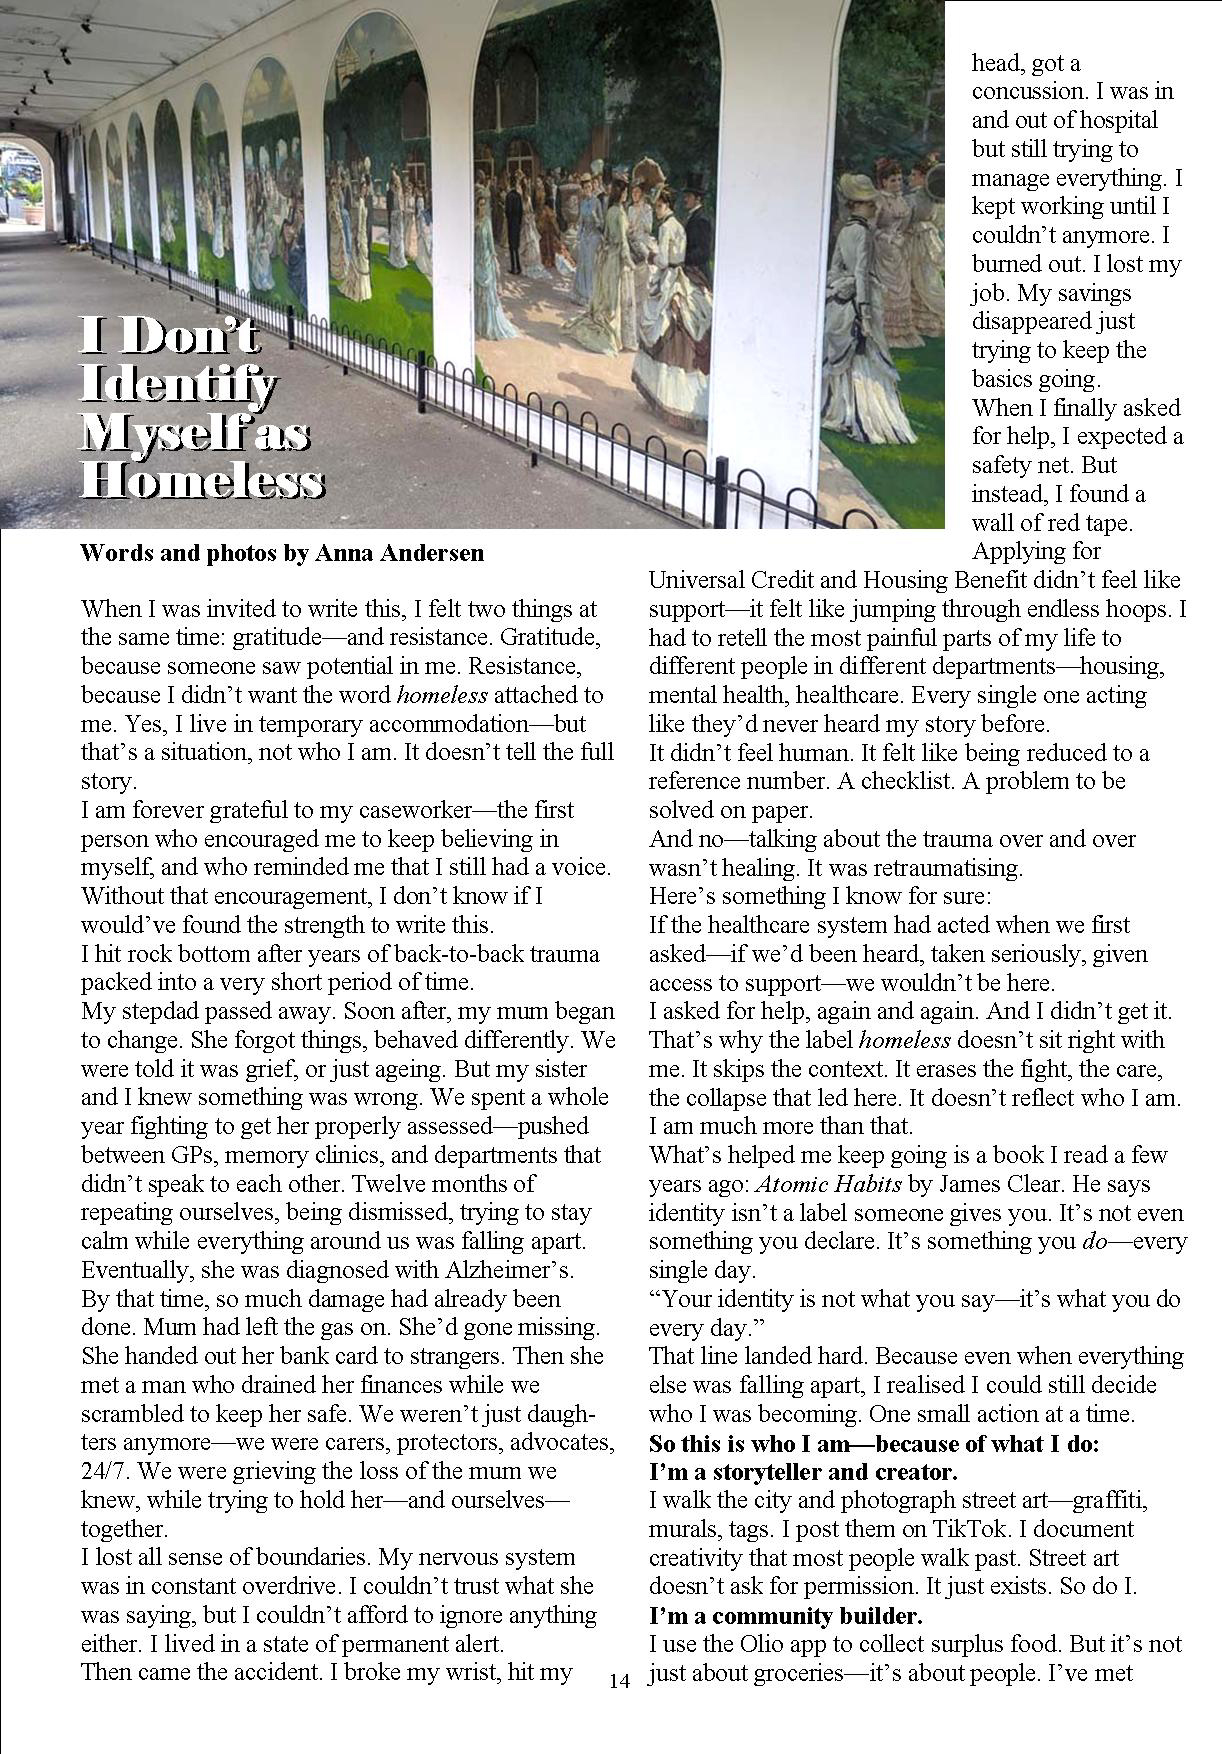 I Don't
Identify
Myself as
Homeless
Words and photos by Anna Andersen
When I was invited to write this, I felt two things at
the same time: gratitude—and resistance. Gratitude,
because someone saw potential in me. Resistance,
because I didn't want the word homeless attached to
me. Yes, I live in temporary accommodation—but
that's a situation, not who I am. It doesn't tell the full
story.
I am forever grateful to my caseworker—the first
person who encouraged me to keep believing in
myself, and who reminded me that I still had a voice.
Without that encouragement, I don't know if I
would've found the strength to write this.
I hit rock bottom after years of back-to-back trauma
packed into a very short period of time.
My stepdad passed away. Soon after, my mum began
to change. She forgot things, behaved differently. We
were told it was grief, or just ageing. But my sister
and I knew something was wrong. We spent a whole
year fighting to get her properly assessed—pushed
between GPs, memory clinics, and departments that
didn't speak to each other. Twelve months of
repeating ourselves, being dismissed, trying to stay
calm while everything around us was falling apart.
Eventually, she was diagnosed with Alzheimer's.
By that time, so much damage had already been
done. Mum had left the gas on. She'd gone missing.
She handed out her bank card to strangers. Then she
met a man who drained her finances while we
scrambled to keep her safe. We weren't just daugh-
ters anymore—we were carers, protectors, advocates,
24/7. We were grieving the loss of the mum we
knew, while trying to hold her—and ourselves—
together.
I lost all sense of boundaries. My nervous system
was in constant overdrive. I couldn't trust what she
was saying, but I couldn't afford to ignore anything
either. I lived in a state of permanent alert.
Then came the accident. I broke my wrist, hit my
head, got a
concussion. I was in
and out of hospital
but still trying to
manage everything. I
kept working until I
couldn't anymore. I
burned out. I lost my
job. My savings
disappeared just
trying to keep the
basics going.
When I finally asked
for help, I expected a
safety net. But
instead, I found a
wall of red tape.
Applying for
Universal Credit and Housing Benefit didn't feel like
support—it felt like jumping through endless hoops. I
had to retell the most painful parts of my life to
different people in different departments—housing,
mental health, healthcare. Every single one acting
like they'd never heard my story before.
It didn't feel human. It felt like being reduced to a
reference number. A checklist. A problem to be
solved on paper.
And no—talking about the trauma over and over
wasn't healing. It was retraumatising.
Here's something I know for sure:
If the healthcare system had acted when we first
asked—if we'd been heard, taken seriously, given
access to support—we wouldn't be here.
I asked for help, again and again. And I didn't get it.
That's why the label homeless doesn't sit right with
me. It skips the context. It erases the fight, the care,
the collapse that led here. It doesn't reflect who I am.
I am much more than that.
What's helped me keep going is a book I read a few
years ago: Atomic Habits by James Clear. He says
identity isn't a label someone gives you. It's not even
something you declare. It's something you do—every
single day.
“Your identity is not what you say—it's what you do
every day.”
That line landed hard. Because even when everything
else was falling apart, I realised I could still decide
who I was becoming. One small action at a time.
So this is who I am—because of what I do:
I'm a storyteller and creator.
I walk the city and photograph street art—graffiti,
murals, tags. I post them on TikTok. I document
creativity that most people walk past. Street art
doesn't ask for permission. It just exists. So do I.
I'm a community builder.
I use the Olio app to collect surplus food. But it's not
just about groceries—it's about people. I've met
14